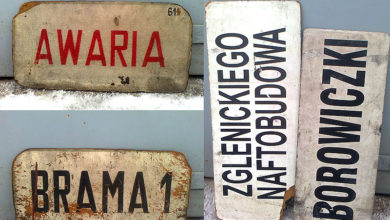 AWARIA
BRAMA 1
ZGLENICKIEGO
NAFTOBUDOWA
BOROWICZKI